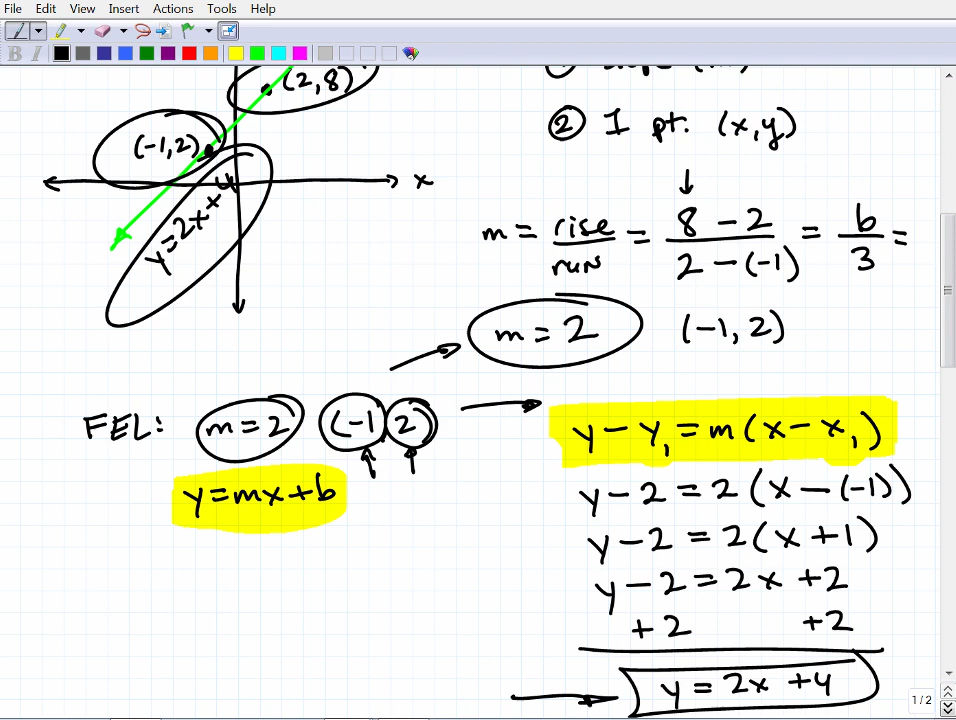 File Edit View Insert Actions Tools Help
B I
(2,8)
② 1 pt. (x,y)
(-1,2)
x
m = rise/run = 8 - 2 / 2 - (-1) = 6/3 =
m = 2 (-1, 2)
FEL: m = 2 (-1 2)
y - y₁ = m(x - x₁)
y = mx + b
y - 2 = 2(x - (-1))
y - 2 = 2(x + 1)
y - 2 = 2x + 2
+2 +2
y = 2x + 4
1 / 2